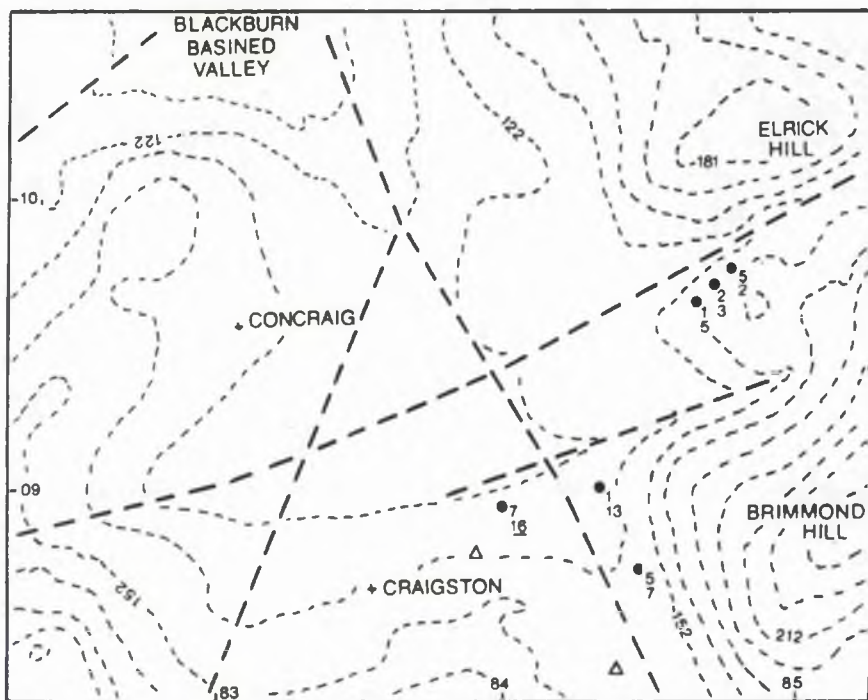 BLACKBURN
BASINED
VALLEY
122
122
ELRICK
HILL
181
10
5
2
2
3
1
5
CONCRAIG
09
1
13
7
16
BRIMMOND
HILL
152
CRAIGSTON
5
7
152
212
83
84
85